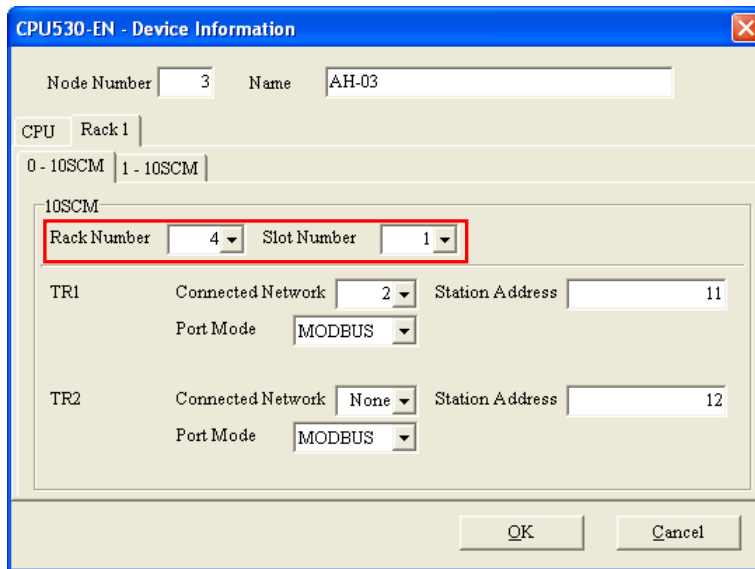 CPU530-EN - Device Information
Node Number 3 Name AH-03
CPU Rack 1
0 - 10SCM 1 - 10SCM
10SCM
Rack Number 4 Slot Number 1
TR1 Connected Network 2 Station Address 11
Port Mode MODBUS
TR2 Connected Network None Station Address 12
Port Mode MODBUS
OK Cancel